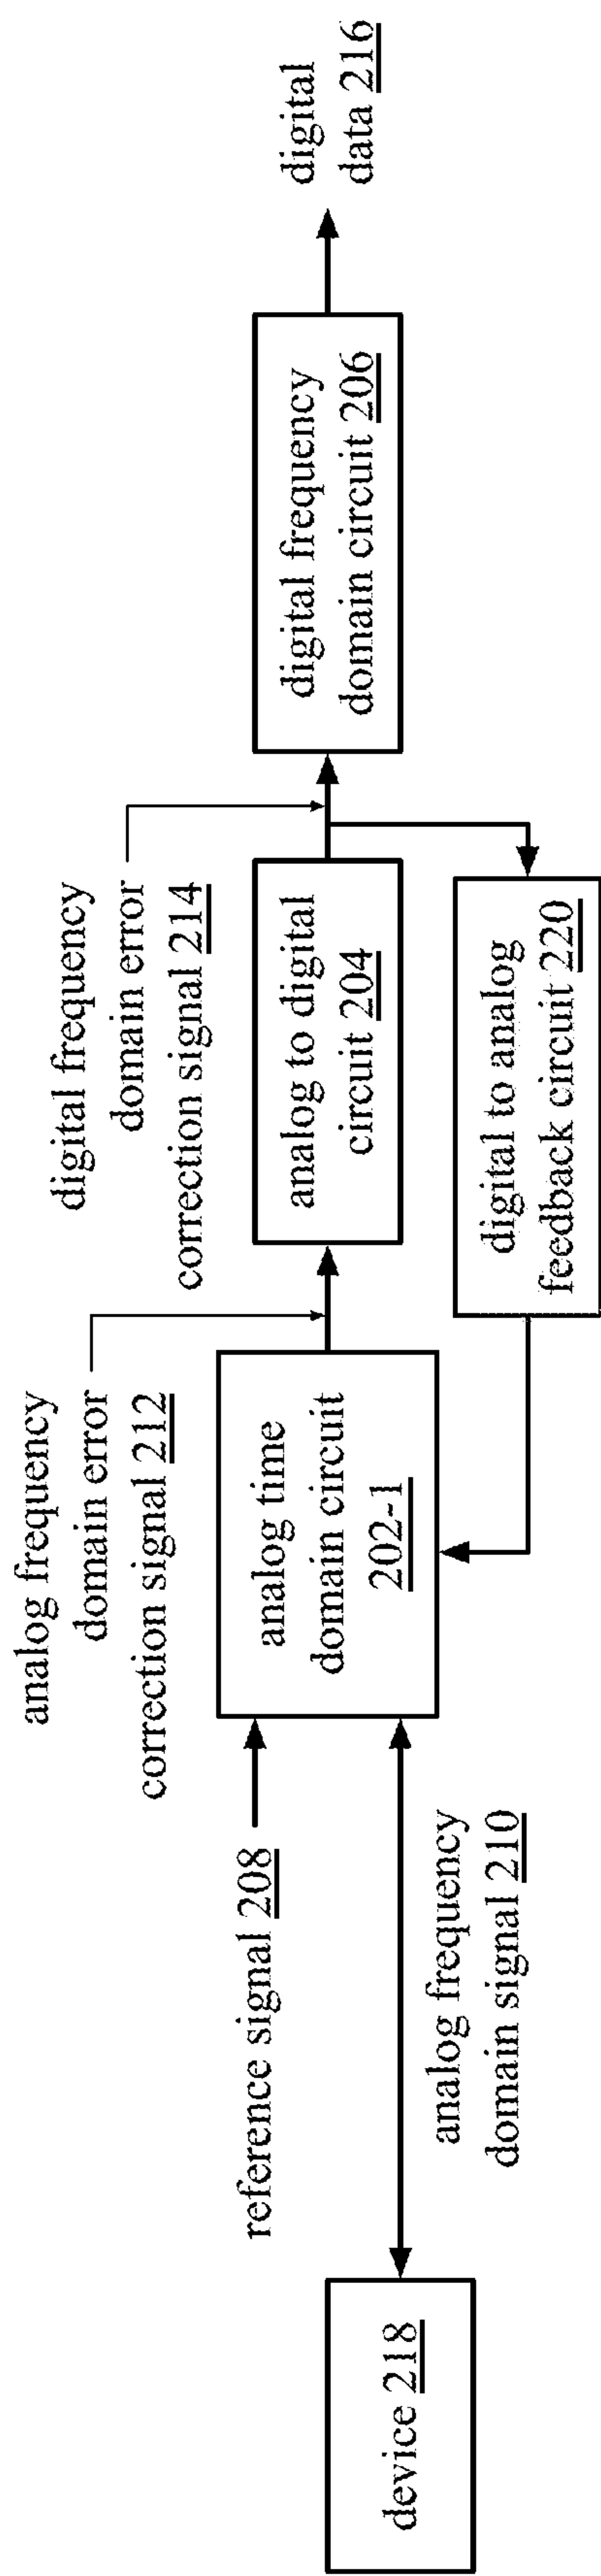 device 218
reference signal 208
analog frequency
domain signal 210
analog frequency
domain error
correction signal 212
analog time
domain circuit
202-1
digital frequency
domain error
correction signal 214
analog to digital
circuit 204
digital to analog
feedback circuit 220
digital frequency
domain circuit 206
digital
data 216